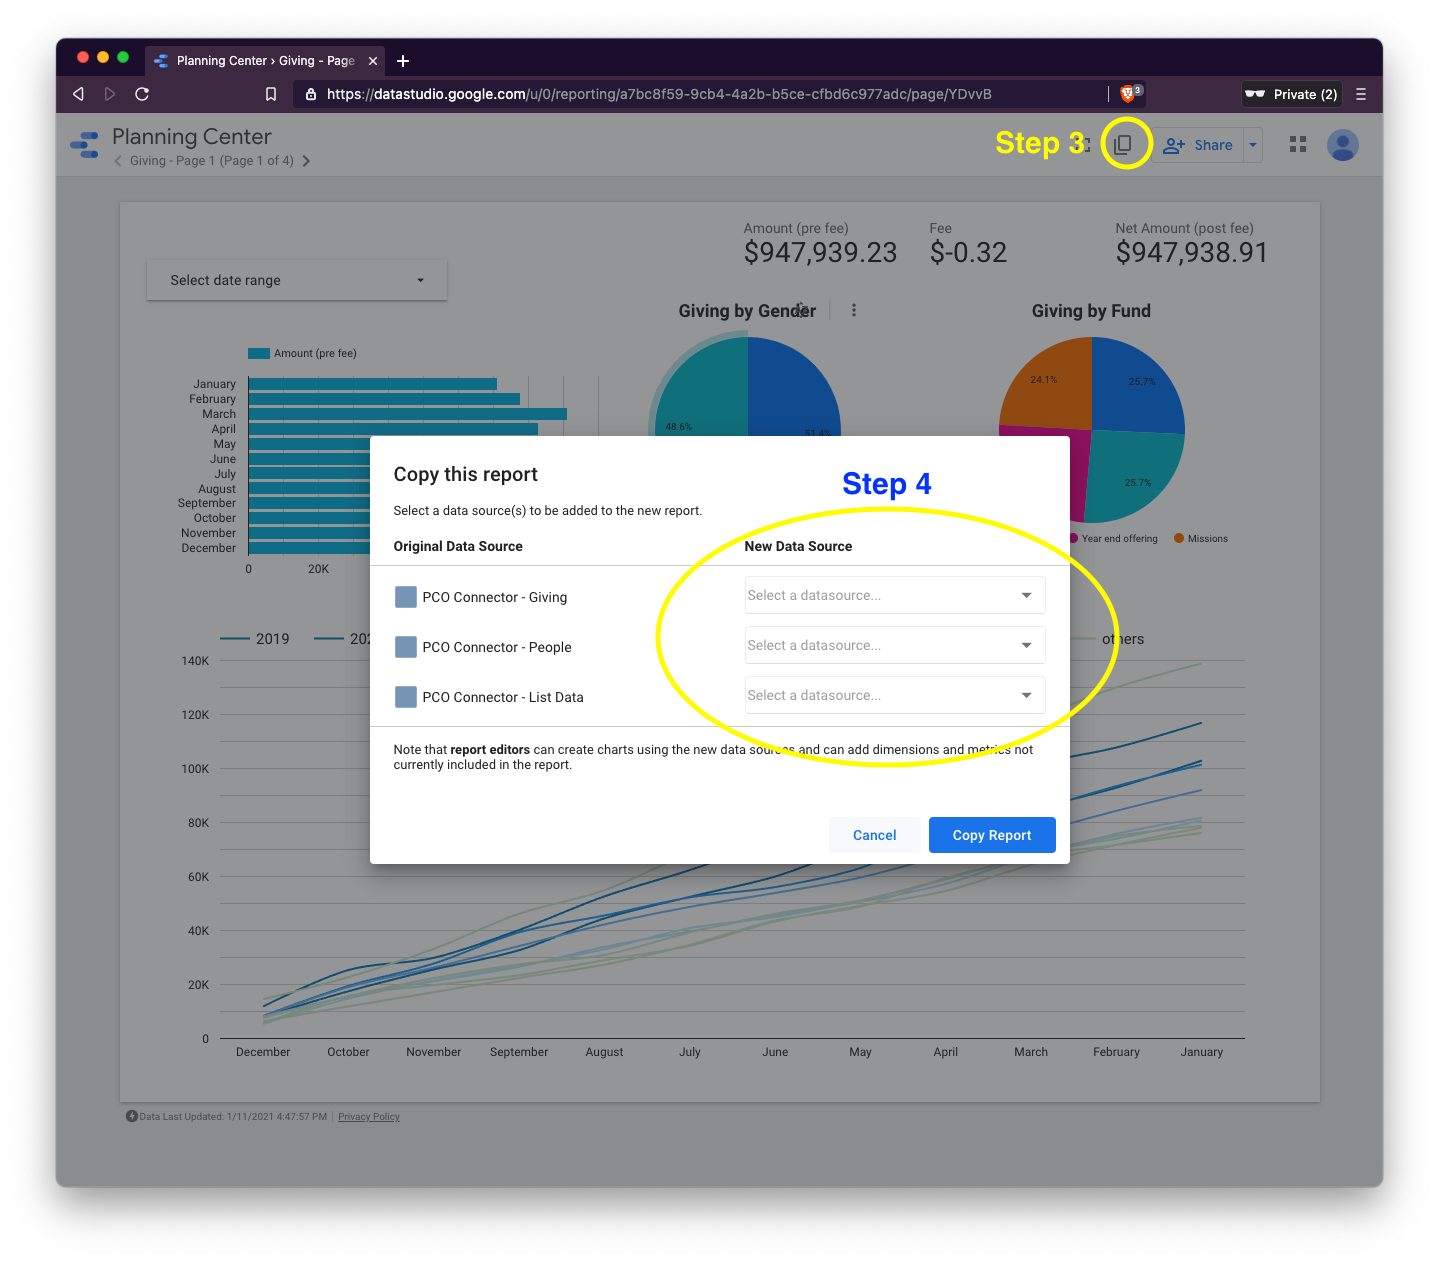 Planning Center › Giving - Page
https://datastudio.google.com/u/0/reporting/a7bc8f59-9cb4-4a2b-b5ce-cfbd6c977adc/page/YDvvB
3
Private (2)
Planning Center
Giving - Page 1 (Page 1 of 4)
Step 3
Share
Amount (pre fee)
$947,939.23
Fee
$-0.32
Net Amount (post fee)
$947,938.91
Select date range
Amount (pre fee)
January
February
March
April
May
June
July
August
September
October
November
December
0
20K
Giving by Gender
48.6%
51.4%
Giving by Fund
24.1%
25.7%
25.7%
Year end offering
Missions
Copy this report
Step 4
Select a data source(s) to be added to the new report.
Original Data Source
New Data Source
PCO Connector - Giving
Select a datasource...
PCO Connector - People
Select a datasource...
PCO Connector - List Data
Select a datasource...
Note that report editors can create charts using the new data sources and can add dimensions and metrics not
currently included in the report.
Cancel
Copy Report
2019
others
140K
120K
100K
80K
60K
40K
20K
0
December
October
November
September
August
July
June
May
April
March
February
January
Data Last Updated: 1/11/2021 4:47:57 PM
Privacy Policy